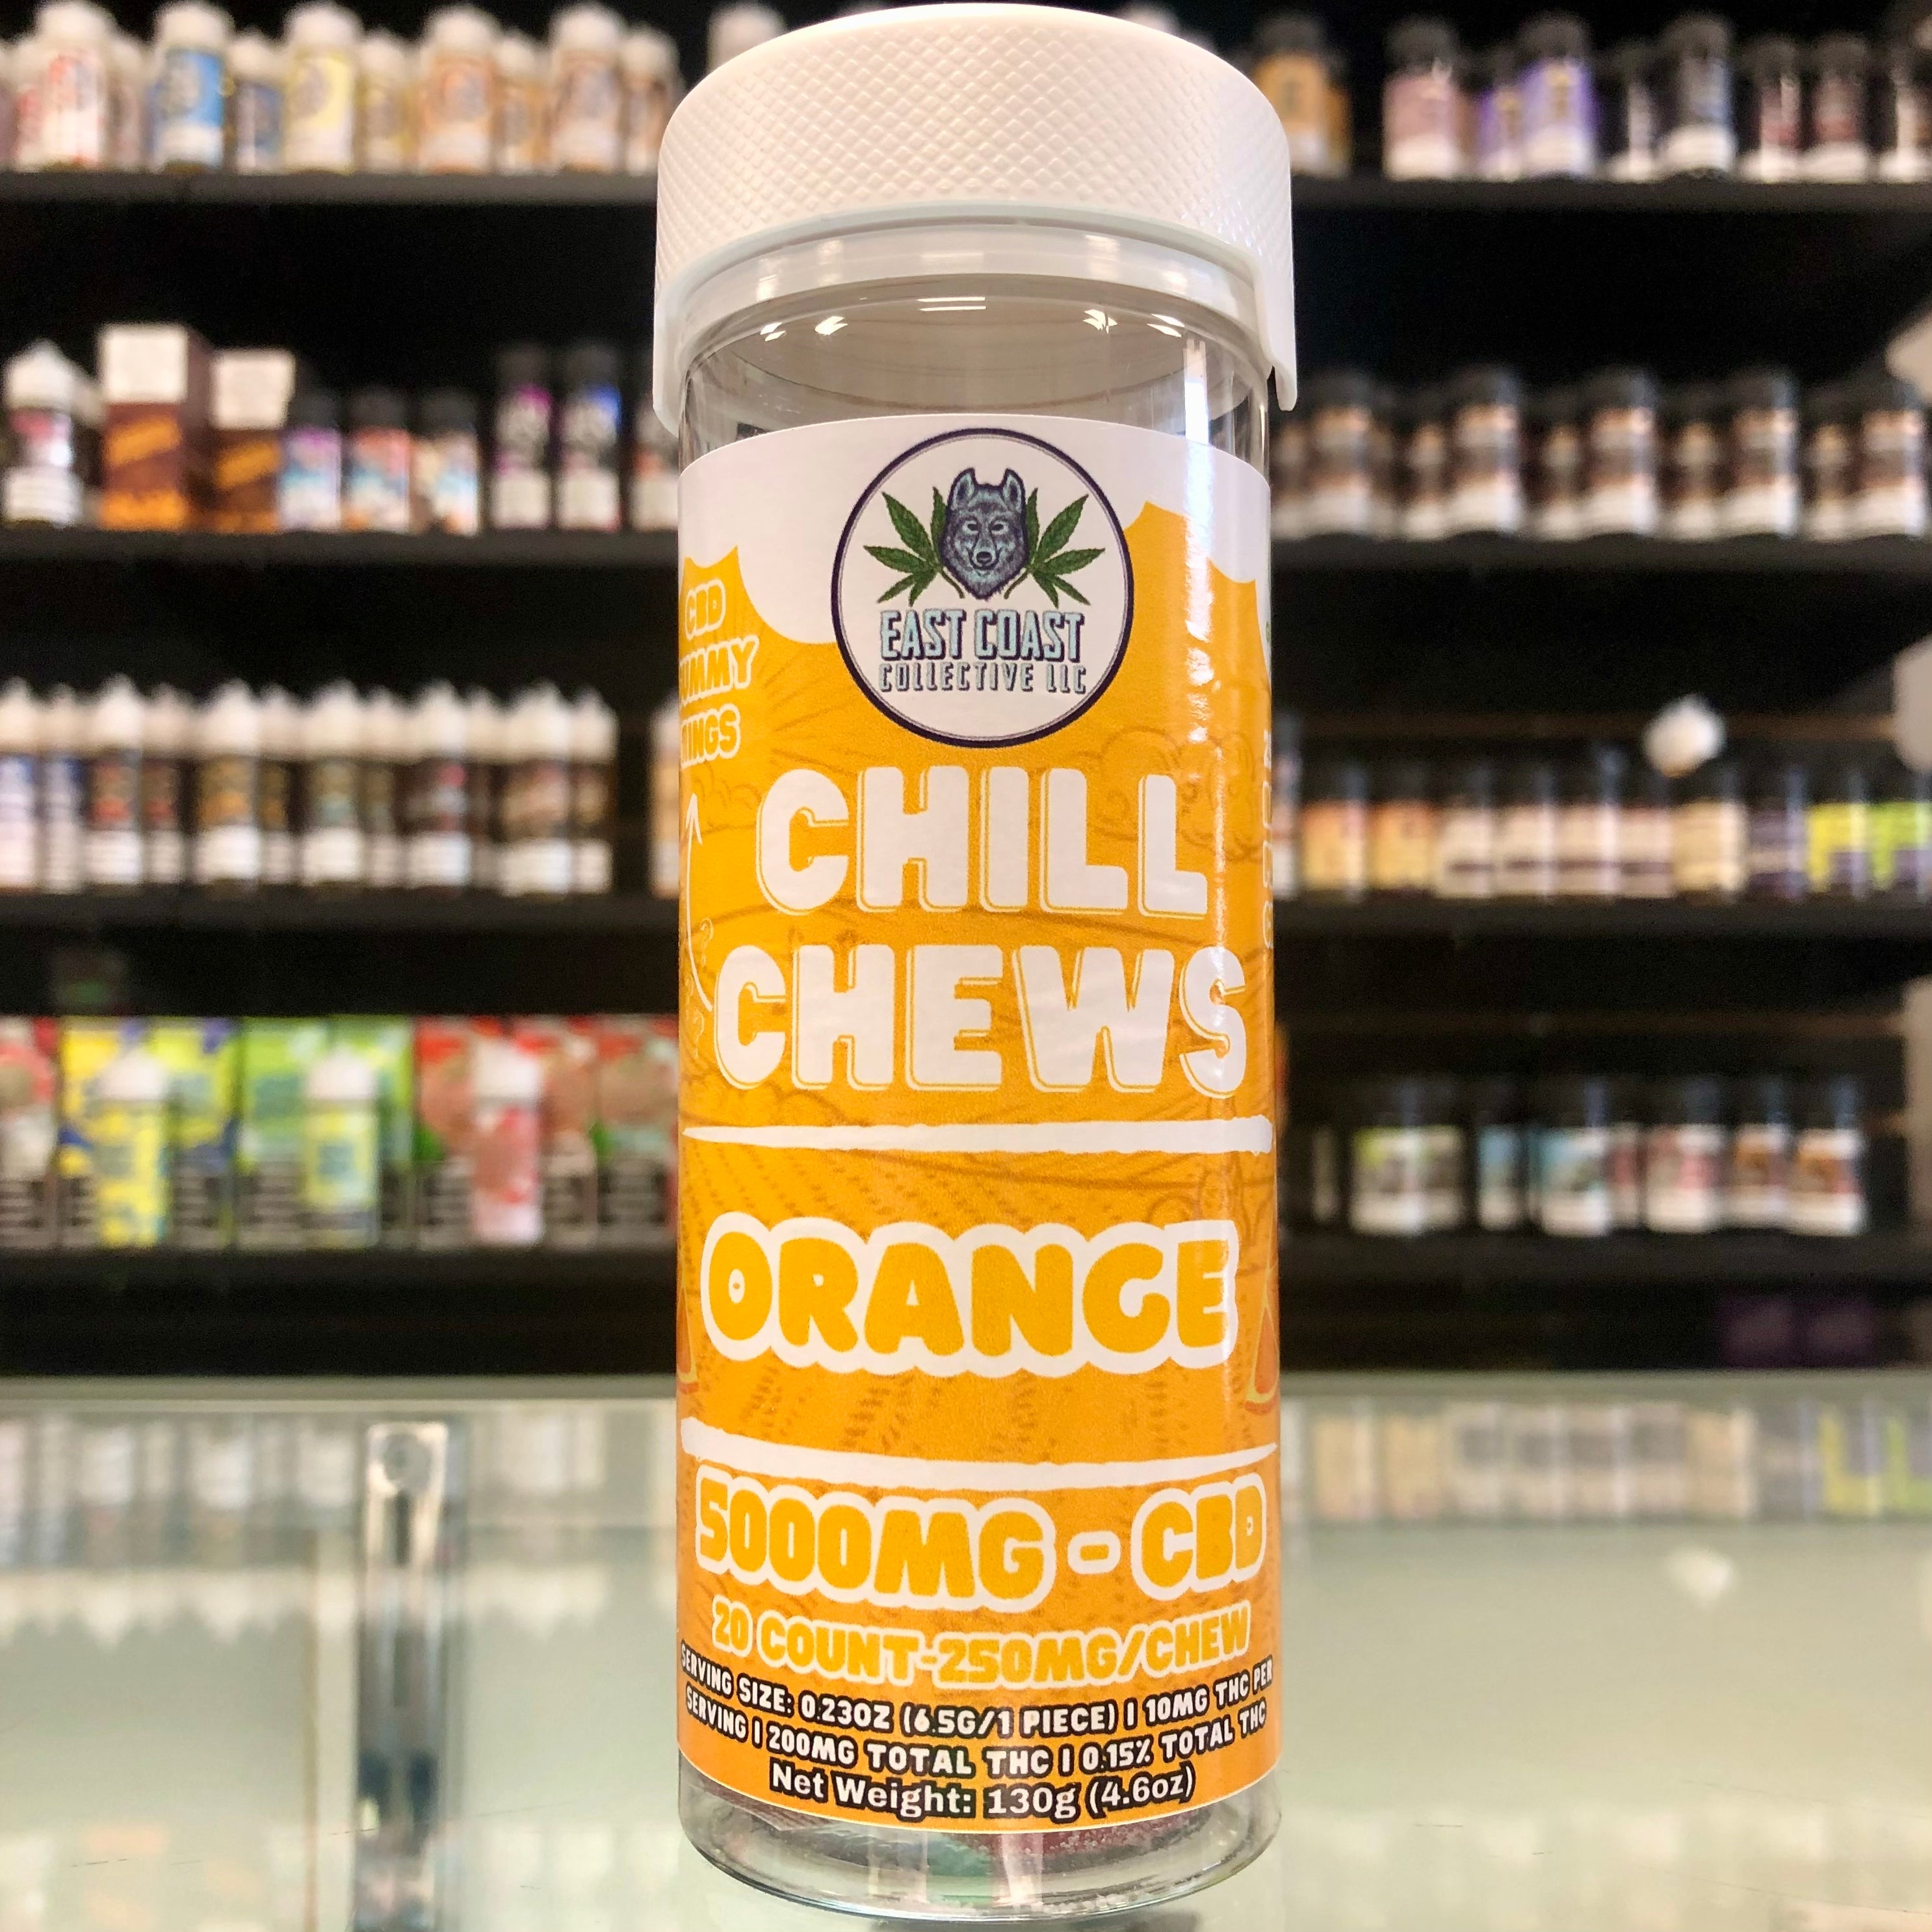 EAST COAST
COLLECTIVE LLC
CBD
CHILL
CHEWS
ORANGE
5000MG - CBD
20 COUNT-250MG/CHEW
SERVING SIZE: 0.23OZ (6.5G/1 PIECE) | 10MG THC PER
SERVING | 200MG TOTAL THC | 0.15% TOTAL THC
Net Weight: 130g (4.6oz)